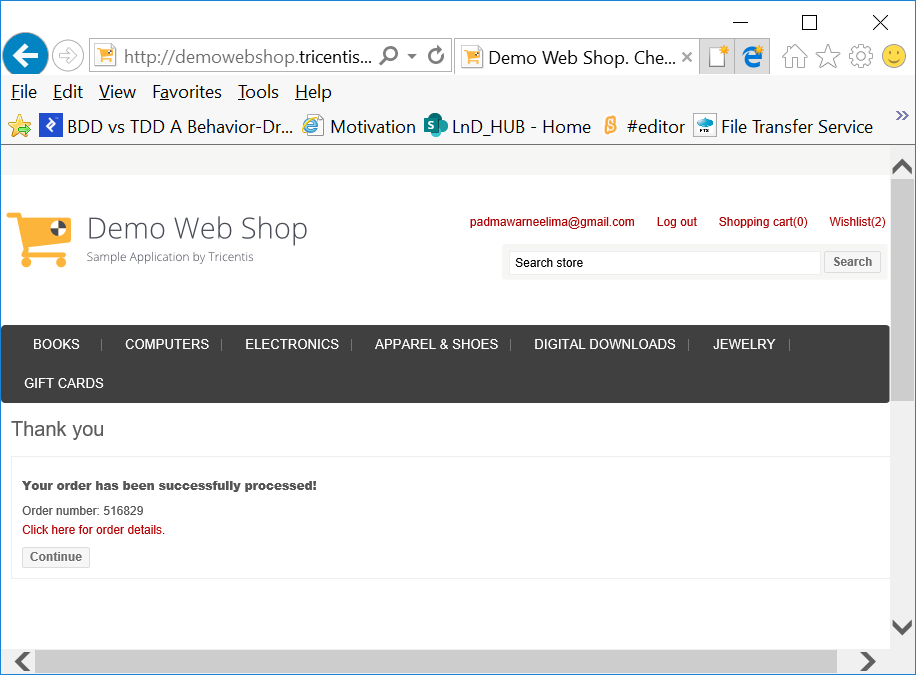 http://demowebshop.tricentis...
Demo Web Shop. Che...
File Edit View Favorites Tools Help
BDD vs TDD A Behavior-Dr... Motivation LnD_HUB - Home #editor File Transfer Service
Demo Web Shop
Sample Application by Tricentis
padmawarneelima@gmail.com Log out Shopping cart(0) Wishlist(2)
Search store Search
BOOKS | COMPUTERS | ELECTRONICS | APPAREL & SHOES | DIGITAL DOWNLOADS | JEWELRY |
GIFT CARDS
Thank you
Your order has been successfully processed!
Order number: 516829
Click here for order details.
Continue